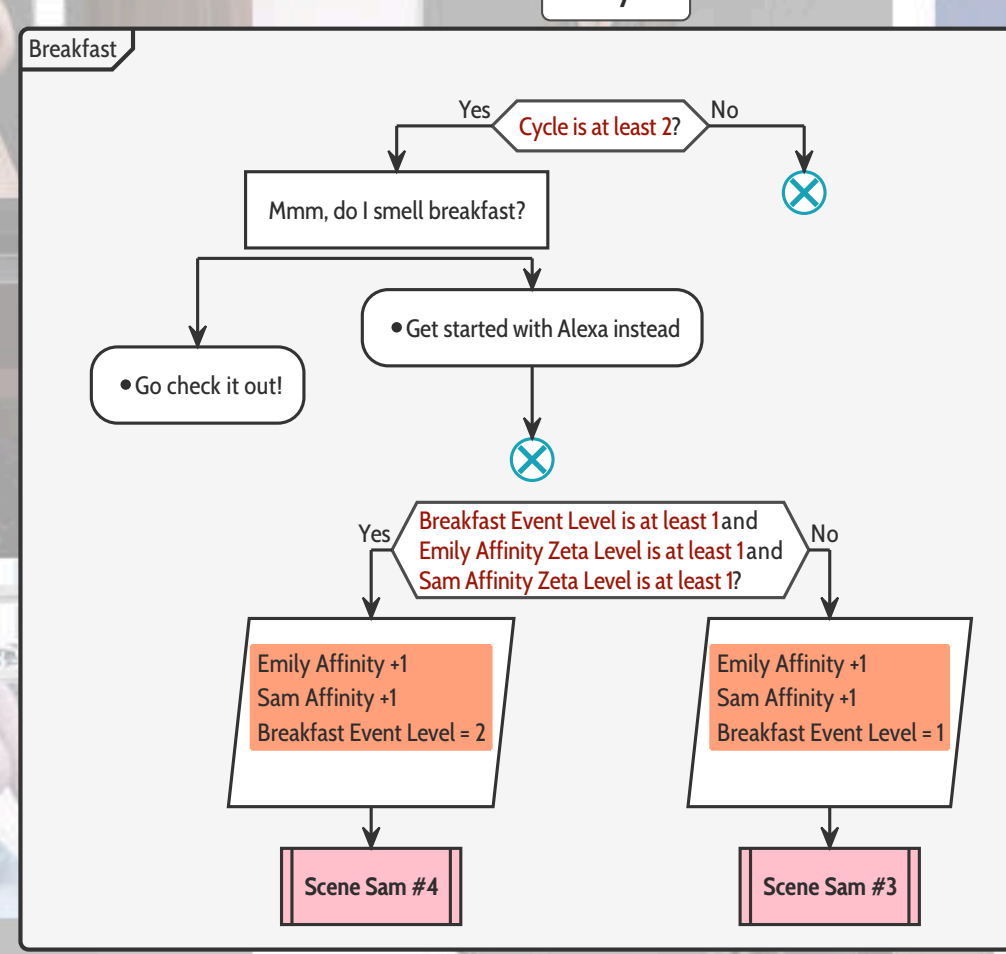 Breakfast
Yes
Cycle is at least 2?
No
Mmm, do I smell breakfast?
•Get started with Alexa instead
•Go check it out!
Yes
Breakfast Event Level is at least 1 and
Emily Affinity Zeta Level is at least 1 and
Sam Affinity Zeta Level is at least 1?
No
Emily Affinity +1
Sam Affinity +1
Breakfast Event Level = 2
Emily Affinity +1
Sam Affinity +1
Breakfast Event Level = 1
Scene Sam #4
Scene Sam #3